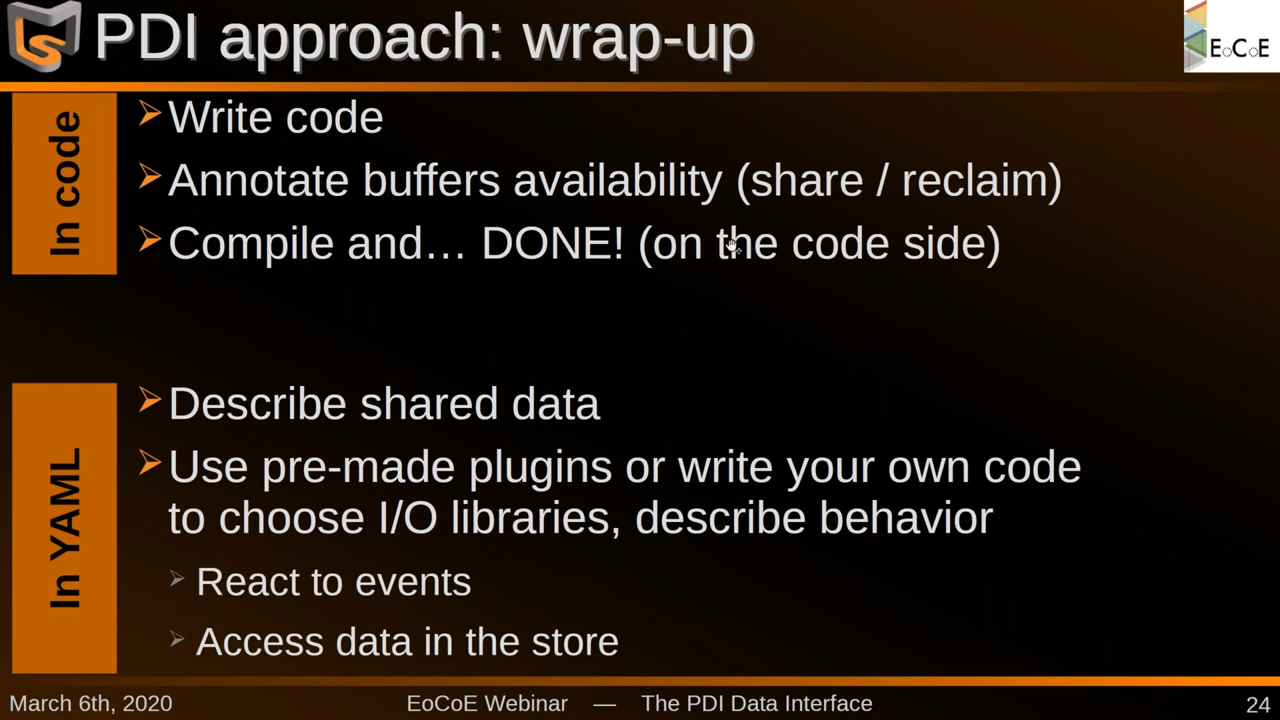 PDI approach: wrap-up
EoCoE
In code
Write code
Annotate buffers availability (share / reclaim)
Compile and… DONE! (on the code side)
In YAML
Describe shared data
Use pre-made plugins or write your own code
to choose I/O libraries, describe behavior
React to events
Access data in the store
March 6th, 2020
EoCoE Webinar — The PDI Data Interface
24